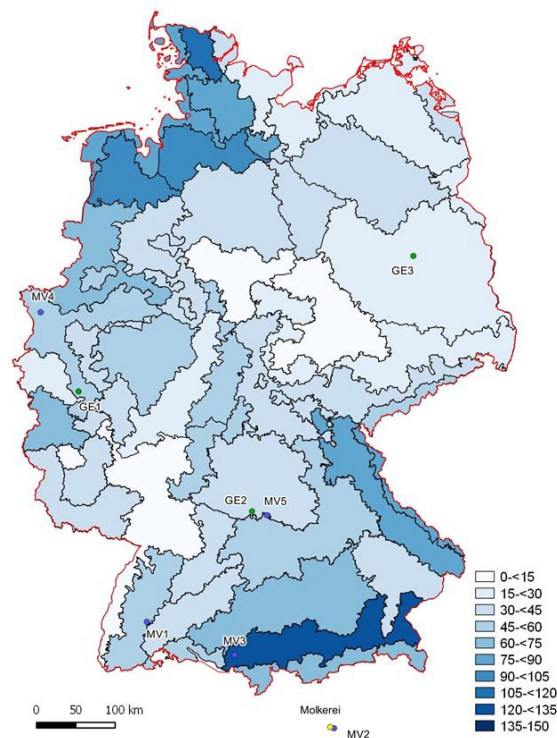 GE3
MV4
GE1
GE2
MV5
MV1
MV3
0-<15
15-<30
30-<45
45-<60
60-<75
75-<90
90-<105
105-<120
120-<135
135-150
0 50 100 km
Molkerei
MV2